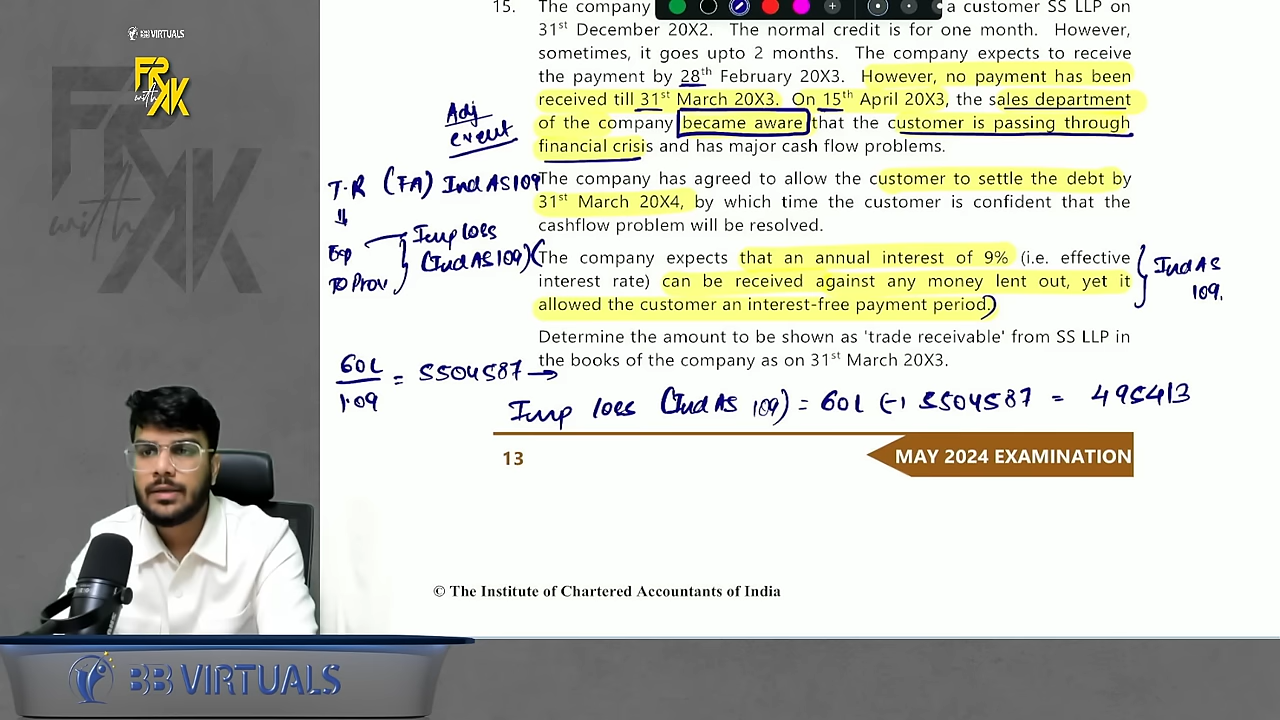 BB VIRTUALS
FR
with
AK
15. The company a customer SS LLP on
31st December 20X2. The normal credit is for one month. However,
sometimes, it goes upto 2 months. The company expects to receive
the payment by 28th February 20X3. However, no payment has been
received till 31st March 20X3. On 15th April 20X3, the sales department
of the company became aware that the customer is passing through
financial crisis and has major cash flow problems.
Adj
event
T.R (FA) Ind AS 109
The company has agreed to allow the customer to settle the debt by
31st March 20X4, by which time the customer is confident that the
cashflow problem will be resolved.
Exp
To Prov
Imp loss
(Ind AS 109)
(The company expects that an annual interest of 9% (i.e. effective
interest rate) can be received against any money lent out, yet it
allowed the customer an interest-free payment period.)
Ind AS
109.
Determine the amount to be shown as 'trade receivable' from SS LLP in
the books of the company as on 31st March 20X3.
60L
1.09
= 5504587 →
Imp loss (Ind AS 109) = 60L (-) 5504587 = 495413
13
MAY 2024 EXAMINATION
© The Institute of Chartered Accountants of India
BB VIRTUALS